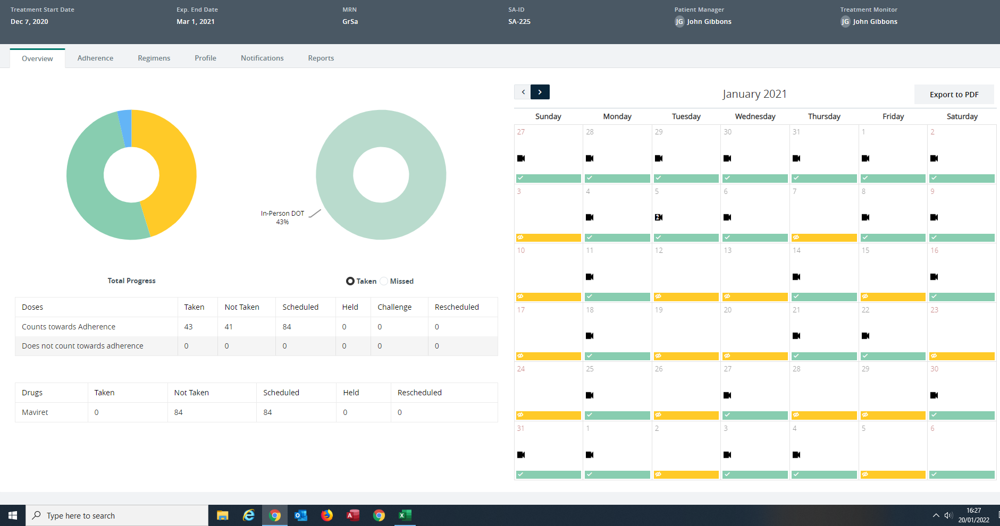 Treatment Start Date
Dec 7, 2020
Exp. End Date
Mar 1, 2021
MRN
GrSa
SA-ID
SA-225
Patient Manager
JG John Gibbons
Treatment Monitor
JG John Gibbons
Overview Adherence Regimens Profile Notifications Reports
In-Person DOT
43%
Total Progress
Taken Missed
Doses Taken Not Taken Scheduled Held Challenge Rescheduled
Counts towards Adherence 43 41 84 0 0 0
Does not count towards adherence 0 0 0 0 0 0
Drugs Taken Not Taken Scheduled Held Rescheduled
Maviret 0 84 84 0 0
January 2021
Export to PDF
Sunday Monday Tuesday Wednesday Thursday Friday Saturday
27 28 29 30 31 1 2
3 4 5 6 7 8 9
2
10 11 12 13 14 15 16
17 18 19 20 21 22 23
24 25 26 27 28 29 30
31 1 2 3 4 5 6
Type here to search
16:27
20/01/2022